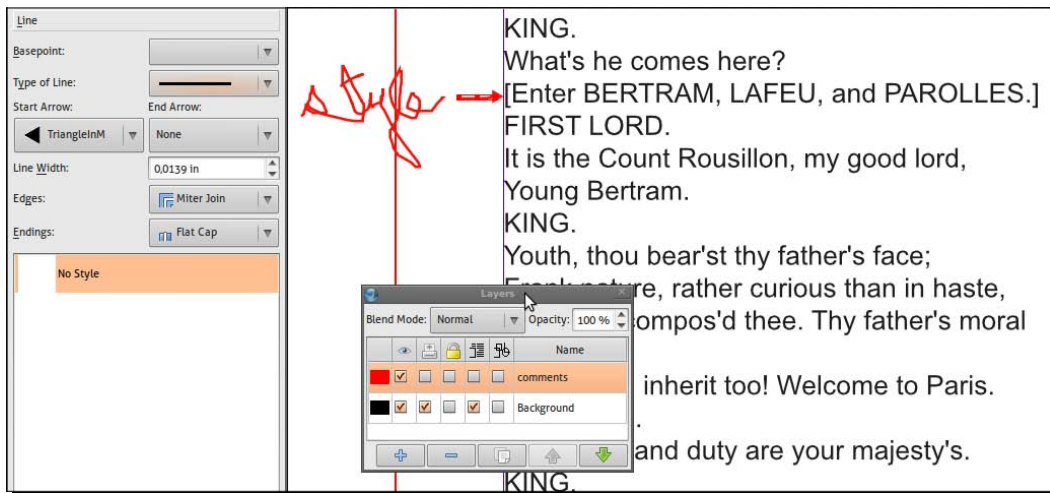 Line
Basepoint:
Type of Line:
Start Arrow: End Arrow:
TriangleInM None
Line Width: 0,0139 in
Edges: Miter Join
Endings: Flat Cap
No Style
style
KING.
What's he comes here?
[Enter BERTRAM, LAFEU, and PAROLLES.]
FIRST LORD.
It is the Count Rousillon, my good lord,
Young Bertram.
KING.
Youth, thou bear'st thy father's face;
Frank nature, rather curious than in haste,
compos'd thee. Thy father's moral
inherit too! Welcome to Paris.
.
and duty are your majesty's.
KING.
Layers
Blend Mode: Normal Opacity: 100 %
Name
comments
Background